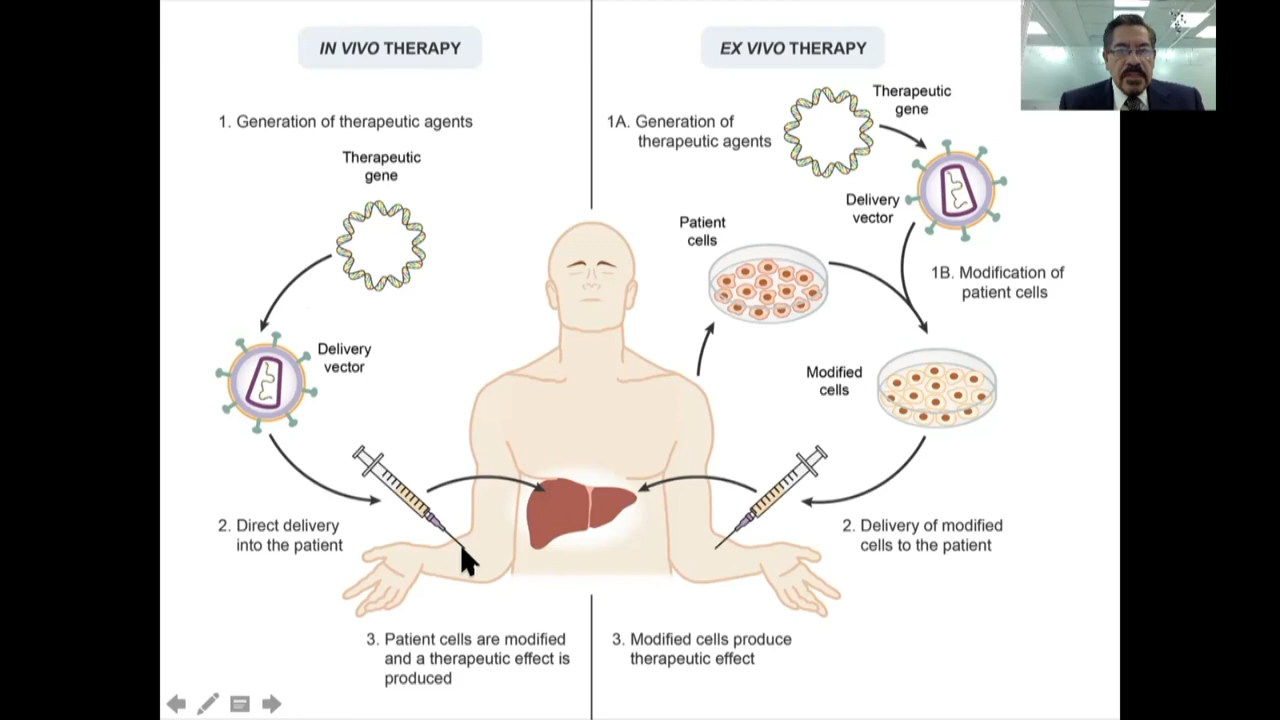 IN VIVO THERAPY
1. Generation of therapeutic agents
Therapeutic
gene
Delivery
vector
2. Direct delivery
into the patient
3. Patient cells are modified
and a therapeutic effect is
produced
EX VIVO THERAPY
1A. Generation of
therapeutic agents
Therapeutic
gene
Delivery
vector
Patient
cells
1B. Modification of
patient cells
Modified
cells
2. Delivery of modified
cells to the patient
3. Modified cells produce
therapeutic effect